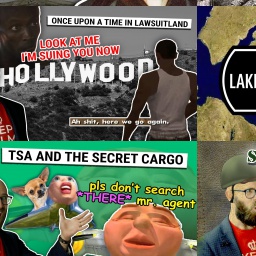 ONCE UPON A TIME IN LAWSUITLAND
LOOK AT ME
I'M SUING YOU NOW
HOLLYWOOD
Ah shit, here we go again.
LAKE
TSA AND THE SECRET CARGO
pls don't search
*THERE* mr. agent
KEEP